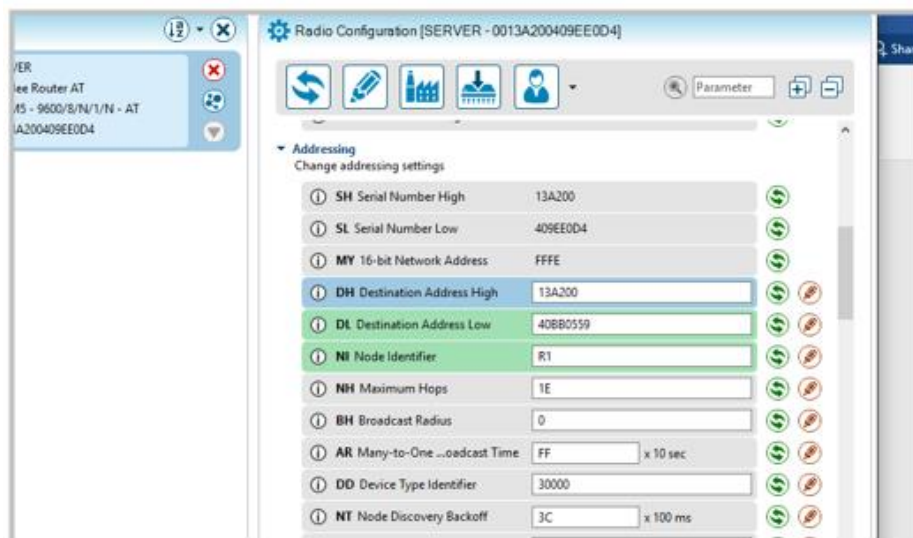 Radio Configuration [SERVER - 0013A200409EE0D4]
Shar
/ER
ee Router AT
M5 - 9600/8/N/1/N - AT
A200409EE0D4
Parameter
Addressing
Change addressing settings
SH Serial Number High 13A200
SL Serial Number Low 409EE0D4
MY 16-bit Network Address FFFE
DH Destination Address High 13A200
DL Destination Address Low 40BB0559
NI Node Identifier R1
NH Maximum Hops 1E
BH Broadcast Radius 0
AR Many-to-One ...oadcast Time FF x 10 sec
DD Device Type Identifier 30000
NT Node Discovery Backoff 3C x 100 ms